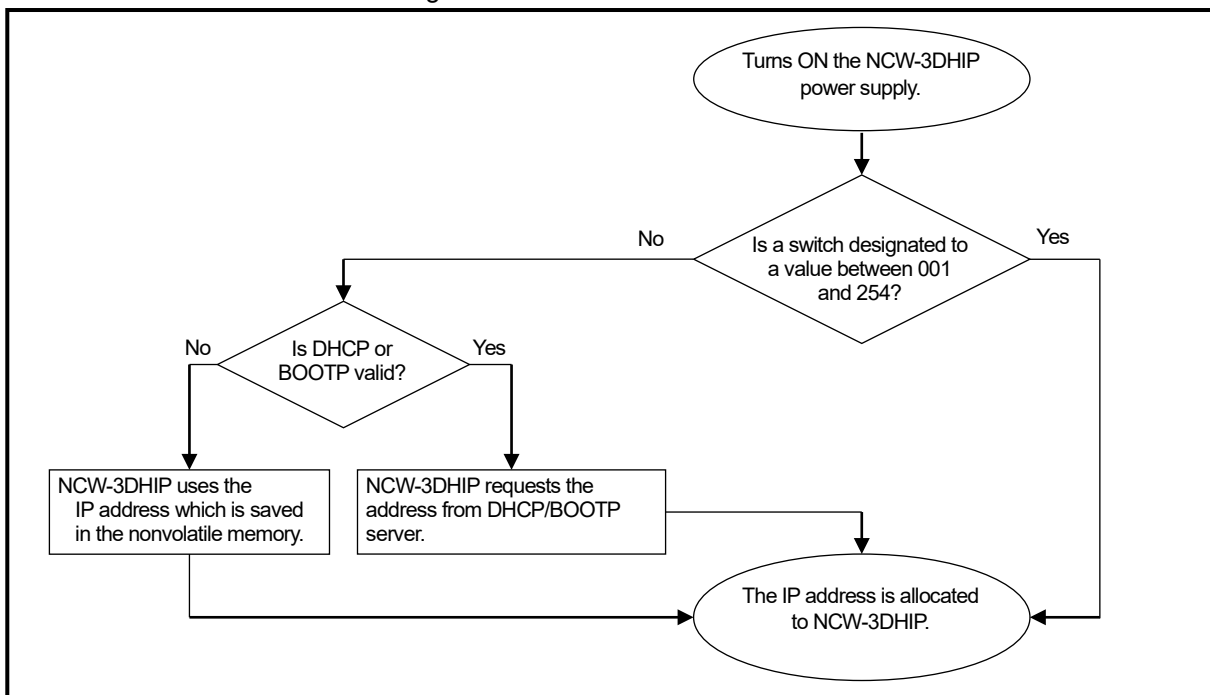 Turns ON the NCW-3DHIP
power supply.
No
Is a switch designated to
a value between 001
and 254?
Yes
No
Is DHCP or
BOOTP valid?
Yes
NCW-3DHIP uses the
IP address which is saved
in the nonvolatile memory.
NCW-3DHIP requests the
address from DHCP/BOOTP
server.
The IP address is allocated
to NCW-3DHIP.